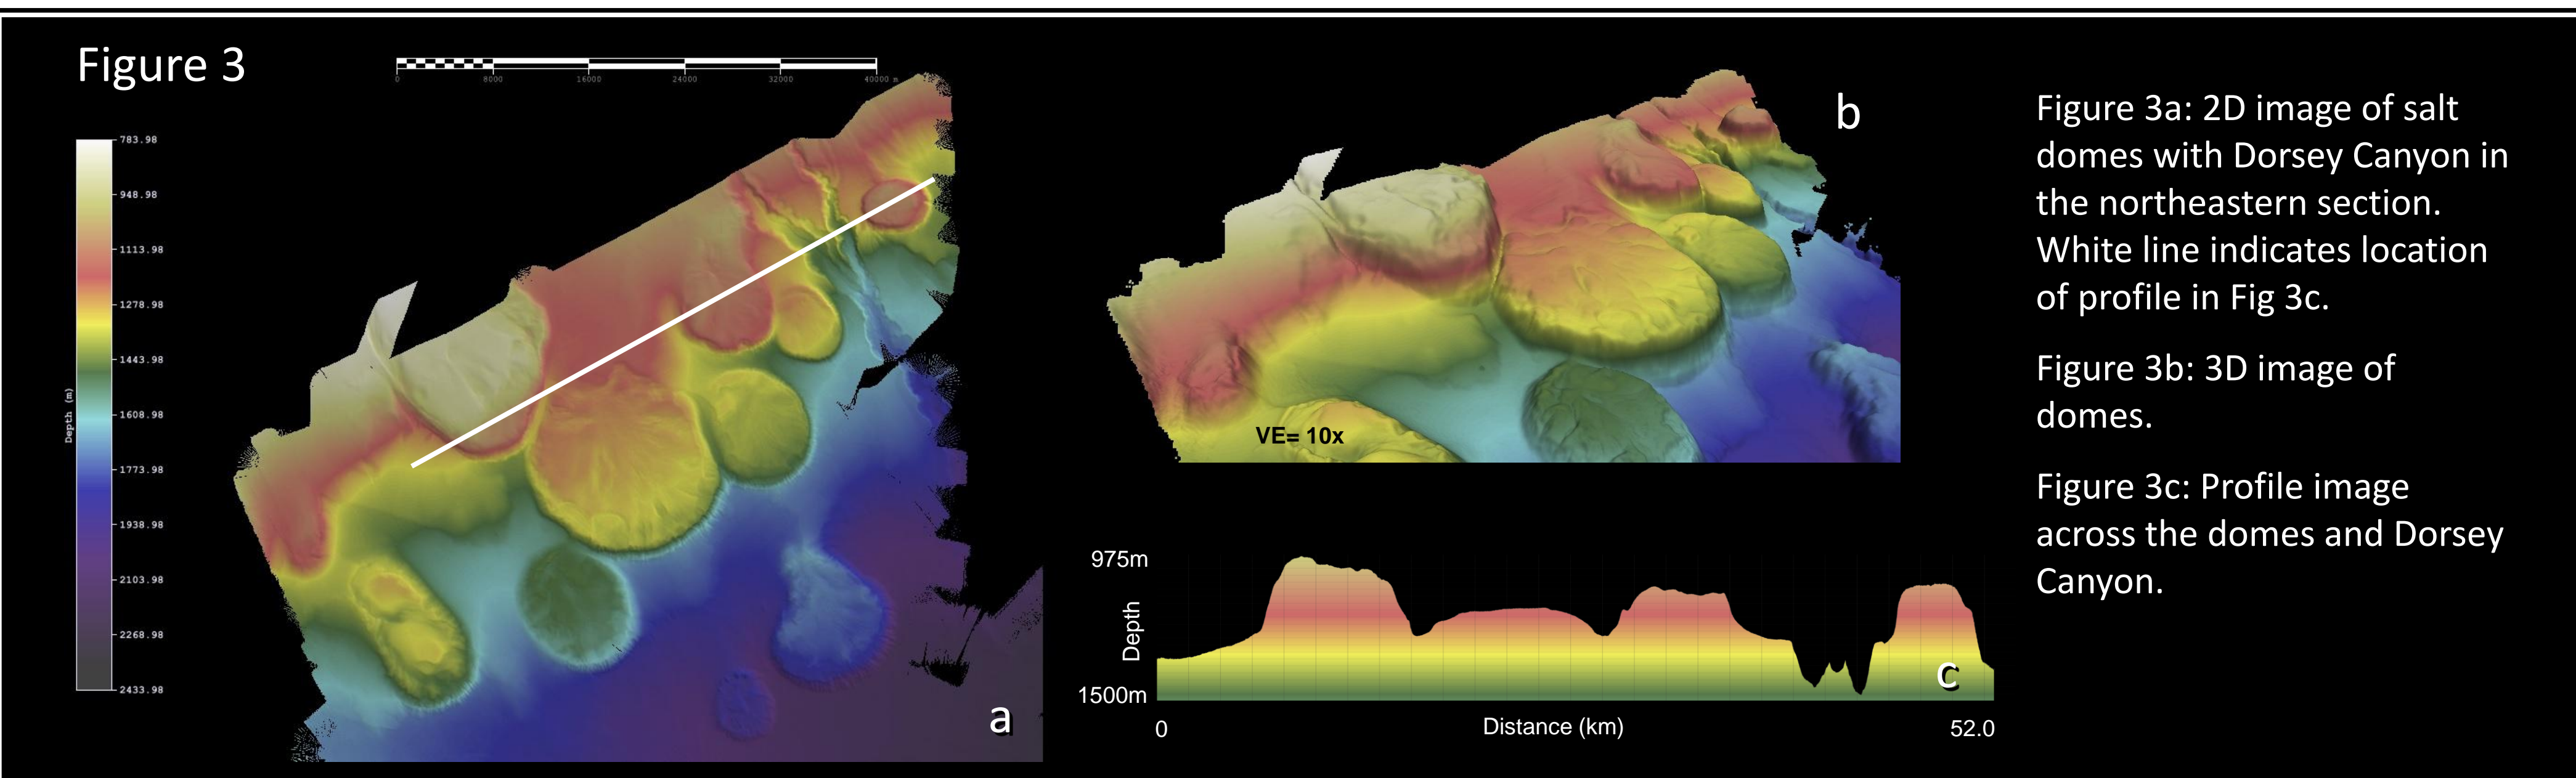 Figure 3
0 8000 16000 24000 32000 40000 m
783.98
948.98
1113.98
1278.98
1443.98
1608.98
1773.98
1938.98
2103.98
2268.98
2433.98
Depth (m)
a
b
VE= 10x
975m
Depth
1500m
c
0 Distance (km) 52.0
Figure 3a: 2D image of salt
domes with Dorsey Canyon in
the northeastern section.
White line indicates location
of profile in Fig 3c.
Figure 3b: 3D image of
domes.
Figure 3c: Profile image
across the domes and Dorsey
Canyon.